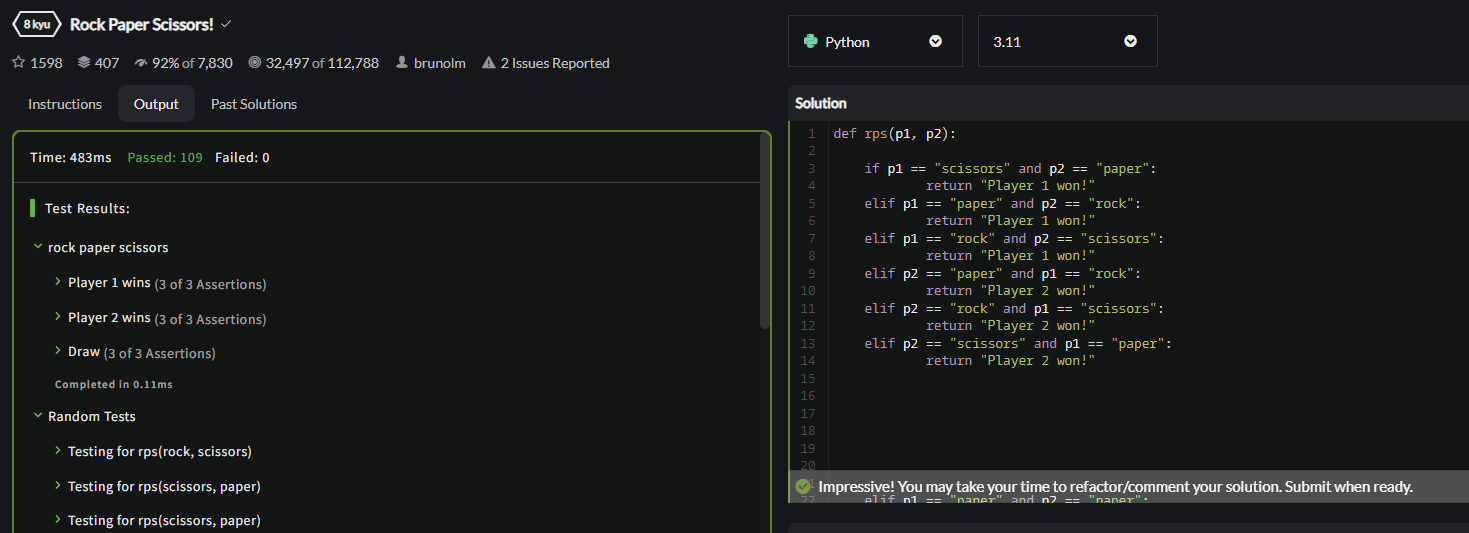 8 kyu Rock Paper Scissors!
1598 407 92% of 7,830 32,497 of 112,788 brunolm 2 Issues Reported
Instructions Output Past Solutions
Time: 483ms Passed: 109 Failed: 0
Test Results:
rock paper scissors
Player 1 wins (3 of 3 Assertions)
Player 2 wins (3 of 3 Assertions)
Draw (3 of 3 Assertions)
Completed in 0.11ms
Random Tests
Testing for rps(rock, scissors)
Testing for rps(scissors, paper)
Testing for rps(scissors, paper)
Python 3.11
Solution
1 def rps(p1, p2):
2
3 if p1 == "scissors" and p2 == "paper":
4 return "Player 1 won!"
5 elif p1 == "paper" and p2 == "rock":
6 return "Player 1 won!"
7 elif p1 == "rock" and p2 == "scissors":
8 return "Player 1 won!"
9 elif p2 == "paper" and p1 == "rock":
10 return "Player 2 won!"
11 elif p2 == "rock" and p1 == "scissors":
12 return "Player 2 won!"
13 elif p2 == "scissors" and p1 == "paper":
14 return "Player 2 won!"
15
16
17
18
19
20
Impressive! You may take your time to refactor/comment your solution. Submit when ready.
22 elif p1 == "paper" and p2 == "paper":